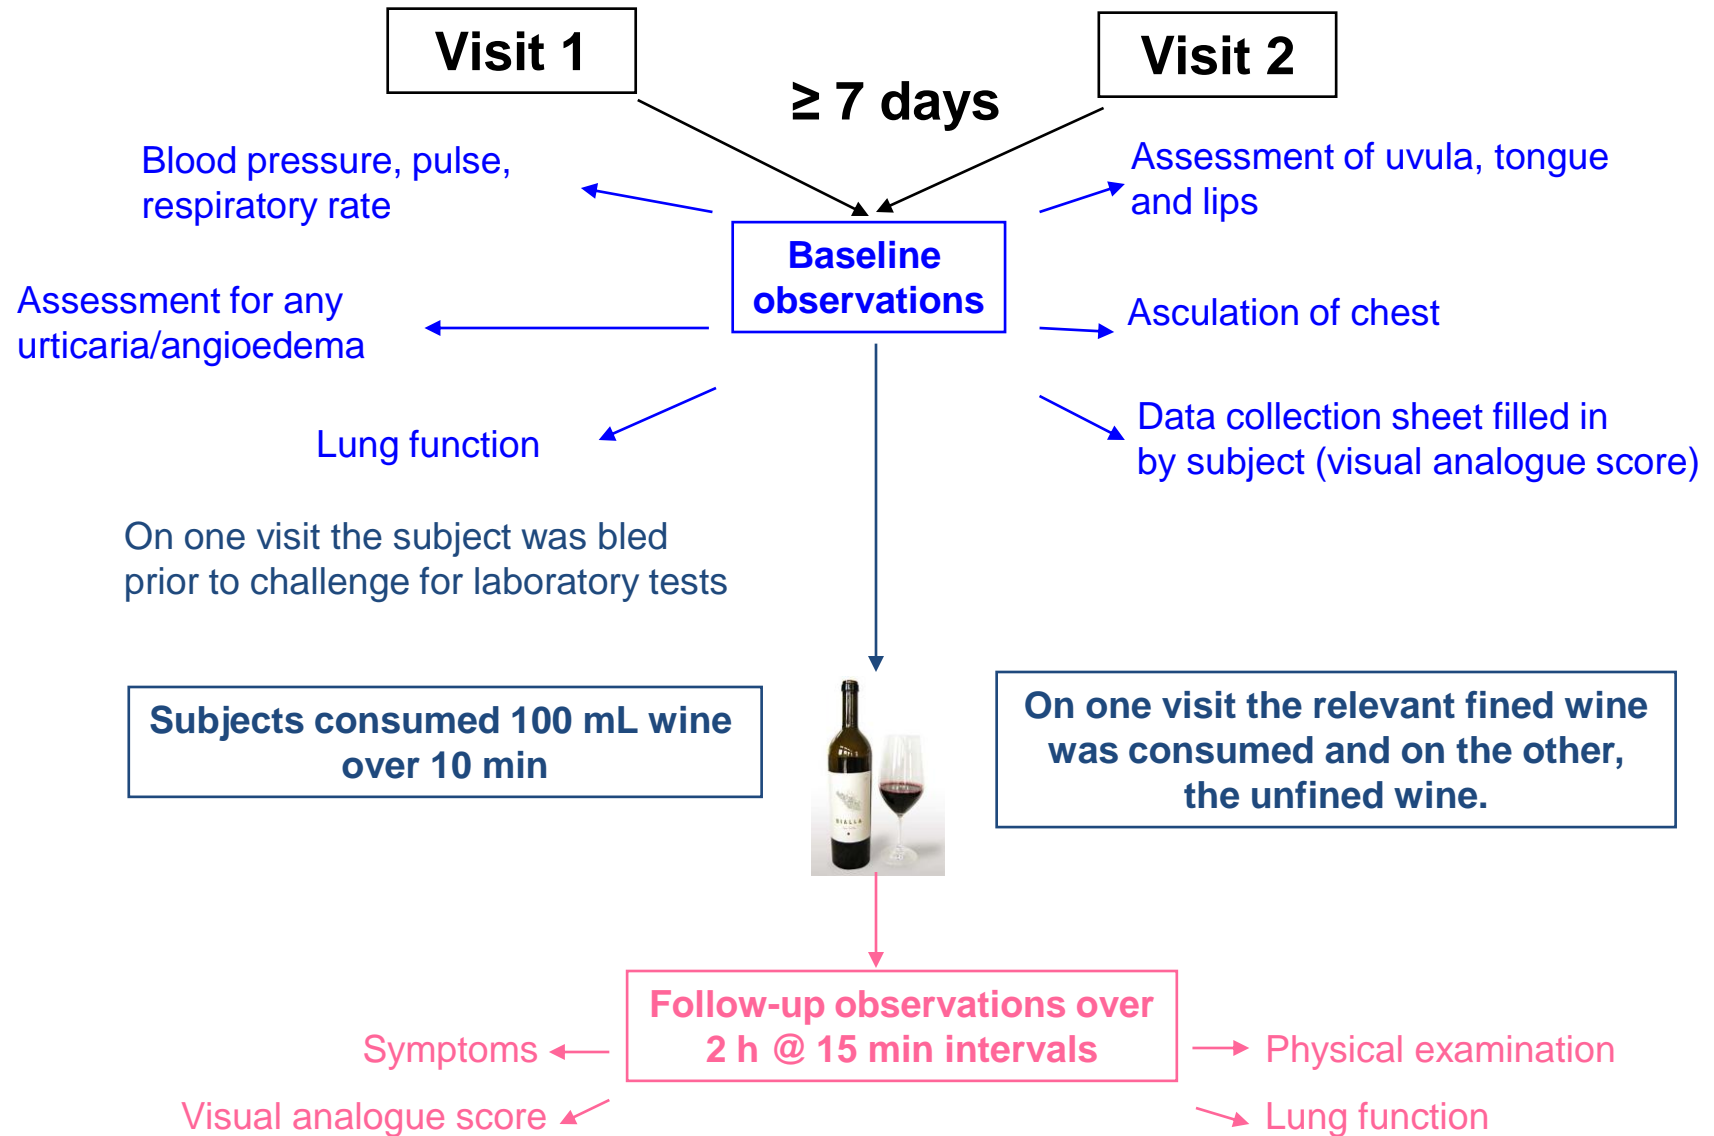 Visit 1
Visit 2
≥ 7 days
Blood pressure, pulse,
respiratory rate
Assessment of uvula, tongue
and lips
Baseline
observations
Assessment for any
urticaria/angioedema
Asculation of chest
Lung function
Data collection sheet filled in
by subject (visual analogue score)
On one visit the subject was bled
prior to challenge for laboratory tests
Subjects consumed 100 mL wine
over 10 min
On one visit the relevant fined wine
was consumed and on the other,
the unfined wine.
Follow-up observations over
2 h @ 15 min intervals
Symptoms
Physical examination
Visual analogue score
Lung function